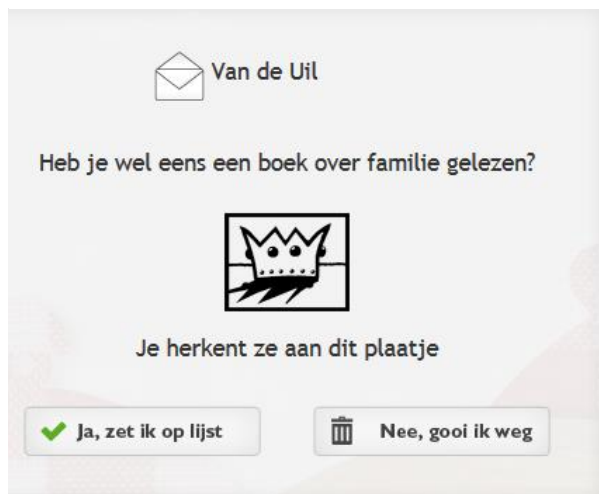 Van de Uil
Heb je wel eens een boek over familie gelezen?
Je herkent ze aan dit plaatje
Ja, zet ik op lijst
Nee, gooi ik weg